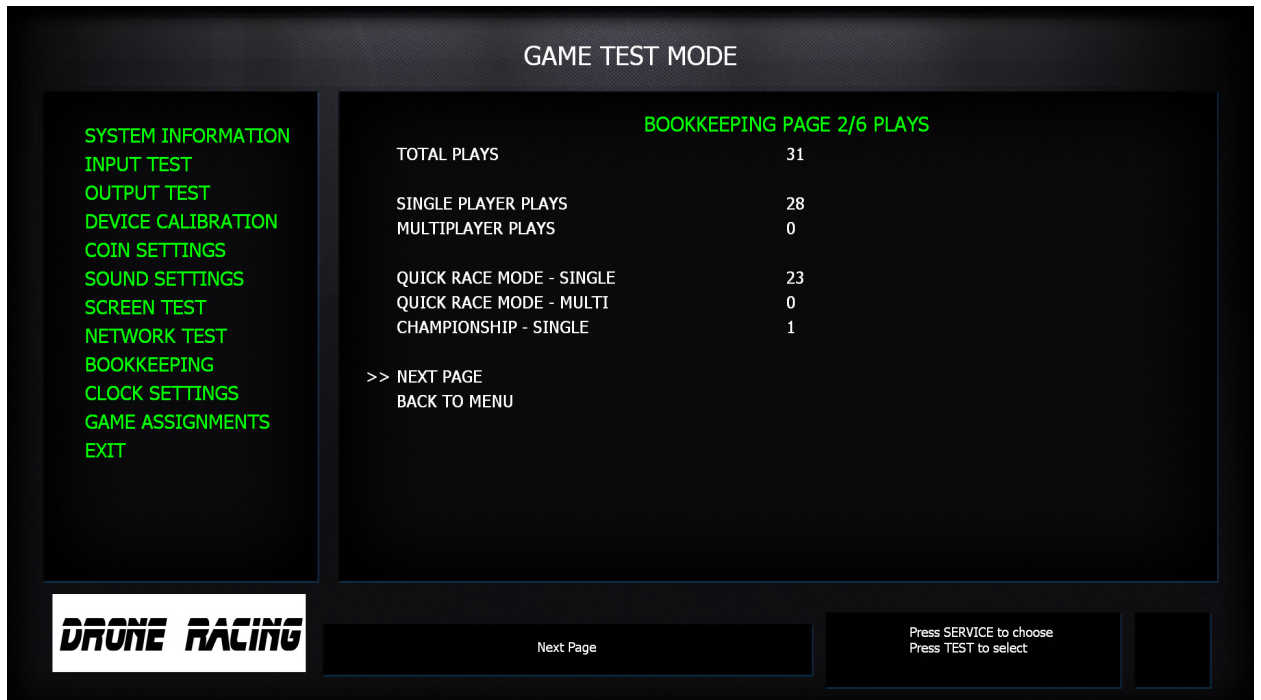 GAME TEST MODE
SYSTEM INFORMATION
INPUT TEST
OUTPUT TEST
DEVICE CALIBRATION
COIN SETTINGS
SOUND SETTINGS
SCREEN TEST
NETWORK TEST
BOOKKEEPING
CLOCK SETTINGS
GAME ASSIGNMENTS
EXIT
BOOKKEEPING PAGE 2/6 PLAYS
TOTAL PLAYS 31
SINGLE PLAYER PLAYS 28
MULTIPLAYER PLAYS 0
QUICK RACE MODE - SINGLE 23
QUICK RACE MODE - MULTI 0
CHAMPIONSHIP - SINGLE 1
>> NEXT PAGE
BACK TO MENU
DRONE RACING
Next Page
Press SERVICE to choose
Press TEST to select